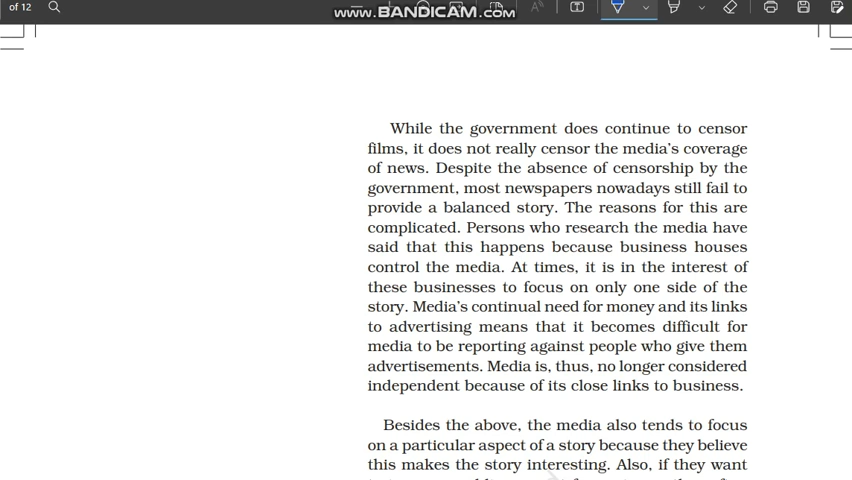 of 12
www.BANDICAM.com
While the government does continue to censor
films, it does not really censor the media's coverage
of news. Despite the absence of censorship by the
government, most newspapers nowadays still fail to
provide a balanced story. The reasons for this are
complicated. Persons who research the media have
said that this happens because business houses
control the media. At times, it is in the interest of
these businesses to focus on only one side of the
story. Media's continual need for money and its links
to advertising means that it becomes difficult for
media to be reporting against people who give them
advertisements. Media is, thus, no longer considered
independent because of its close links to business.
Besides the above, the media also tends to focus
on a particular aspect of a story because they believe
this makes the story interesting. Also, if they want